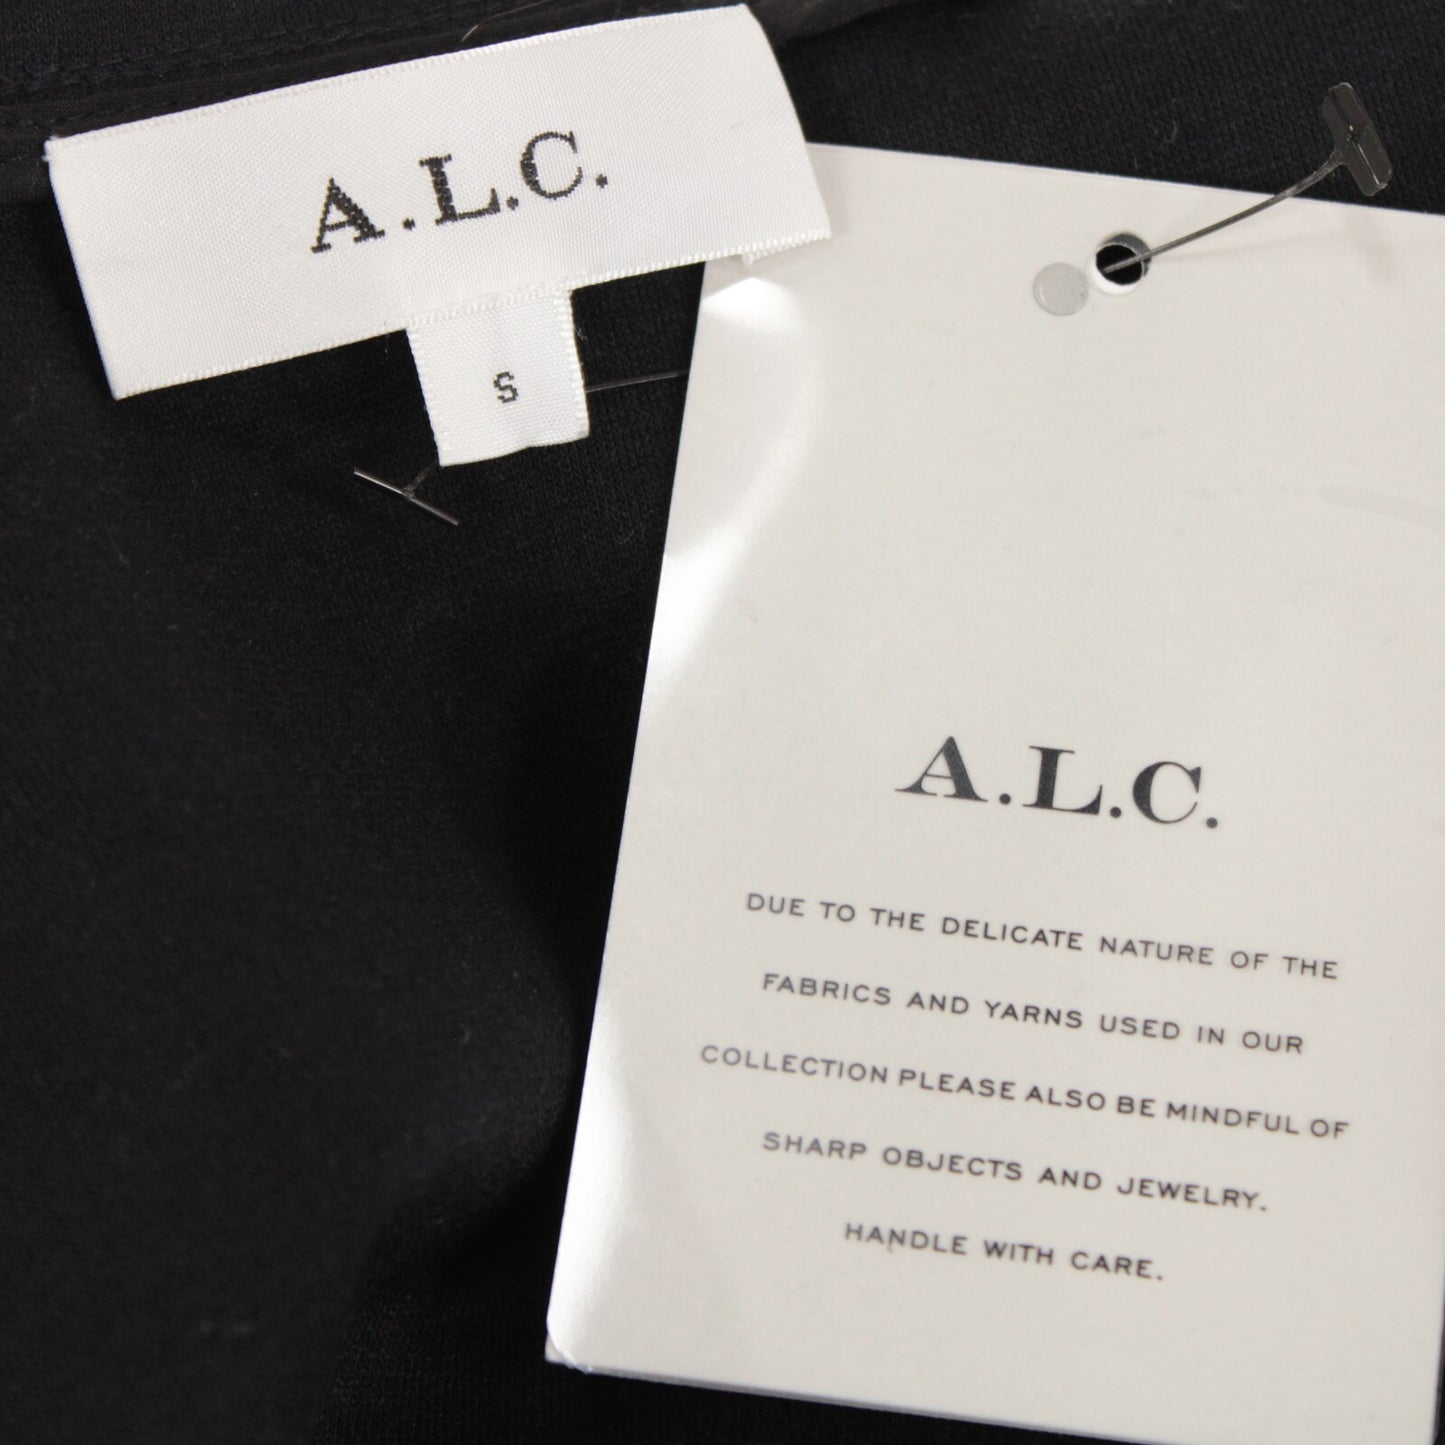 A.L.C.
S
A.L.C.
DUE TO THE DELICATE NATURE OF THE
FABRICS AND YARNS USED IN OUR
COLLECTION PLEASE ALSO BE MINDFUL OF
SHARP OBJECTS AND JEWELRY.
HANDLE WITH CARE.